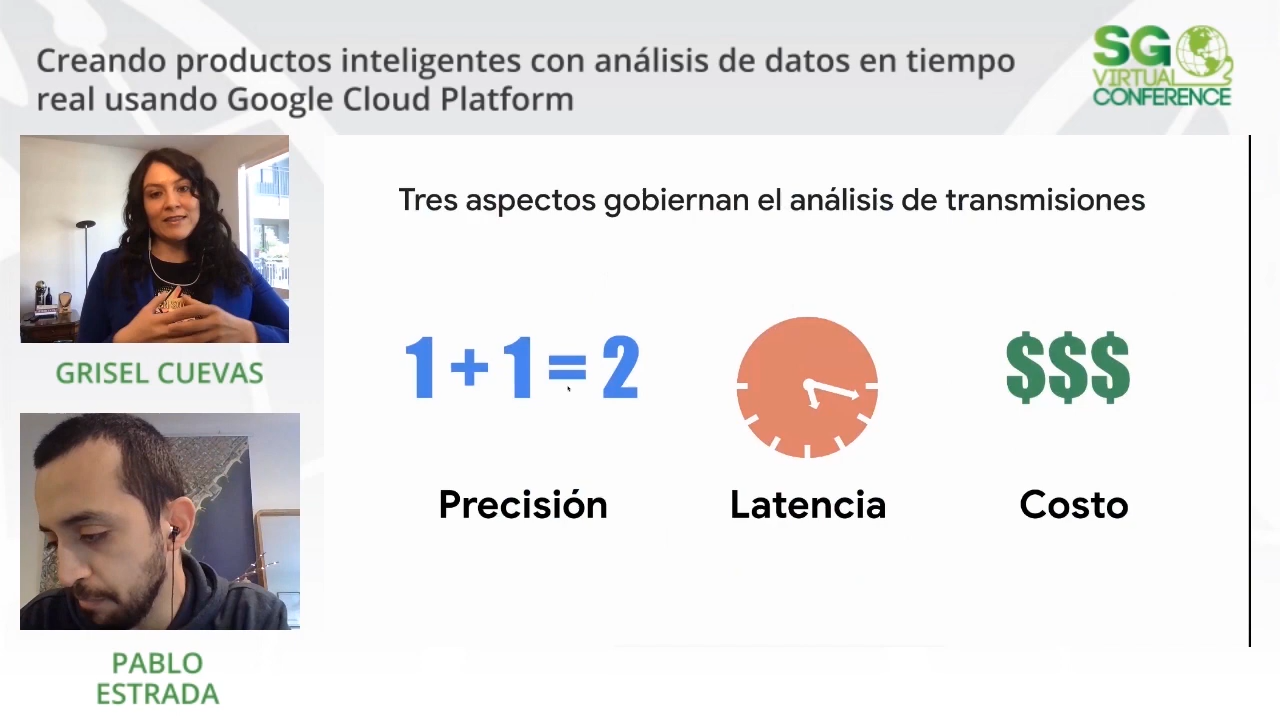 Creando productos inteligentes con análisis de datos en tiempo
real usando Google Cloud Platform
SG
VIRTUAL
CONFERENCE
GRISEL CUEVAS
PABLO
ESTRADA
Tres aspectos gobiernan el análisis de transmisiones
1 + 1 = 2
$$$
Precisión
Latencia
Costo